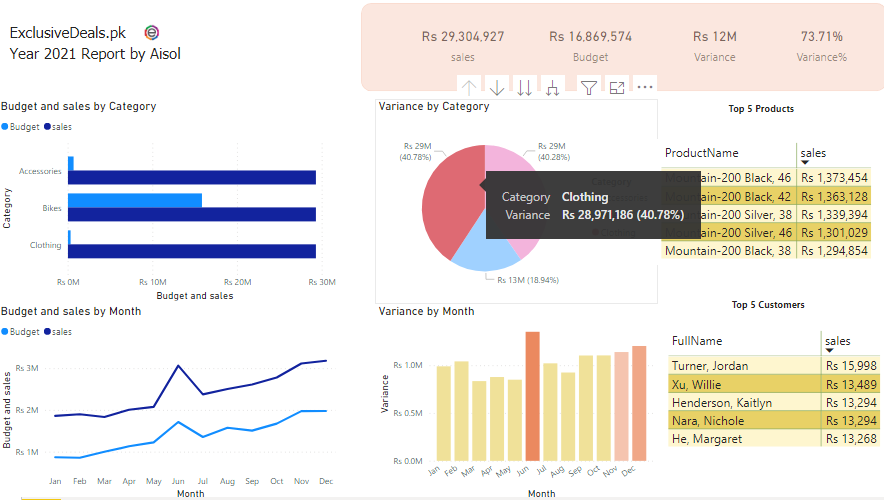 ExclusiveDeals.pk
Year 2021 Report by Aisol
Rs 29,304,927
sales
Rs 16,869,574
Budget
Rs 12M
Variance
73.71%
Variance%
Budget and sales by Category
Budget sales
Category
Accessories
Bikes
Clothing
Rs 0M Rs 10M Rs 20M Rs 30M
Budget and sales
Variance by Category
Rs 29M
(40.78%)
Rs 29M
(40.28%)
Rs 13M (18.94%)
Category Clothing
Variance Rs 28,971,186 (40.78%)
Top 5 Products
ProductName sales
Mountain-200 Black, 46 Rs 1,373,454
Mountain-200 Black, 42 Rs 1,363,128
Mountain-200 Silver, 38 Rs 1,339,394
Mountain-200 Silver, 46 Rs 1,301,029
Mountain-200 Black, 38 Rs 1,294,854
Budget and sales by Month
Budget sales
Budget and sales
Rs 3M
Rs 2M
Rs 1M
Jan Feb Mar Apr May Jun Jul Aug Sep Oct Nov Dec
Month
Variance by Month
Variance
Rs 1.0M
Rs 0.5M
Rs 0.0M
Jan Feb Mar Apr May Jun Jul Aug Sep Oct Nov Dec
Month
Top 5 Customers
FullName sales
Turner, Jordan Rs 15,998
Xu, Willie Rs 13,489
Henderson, Kaitlyn Rs 13,294
Nara, Nichole Rs 13,294
He, Margaret Rs 13,268